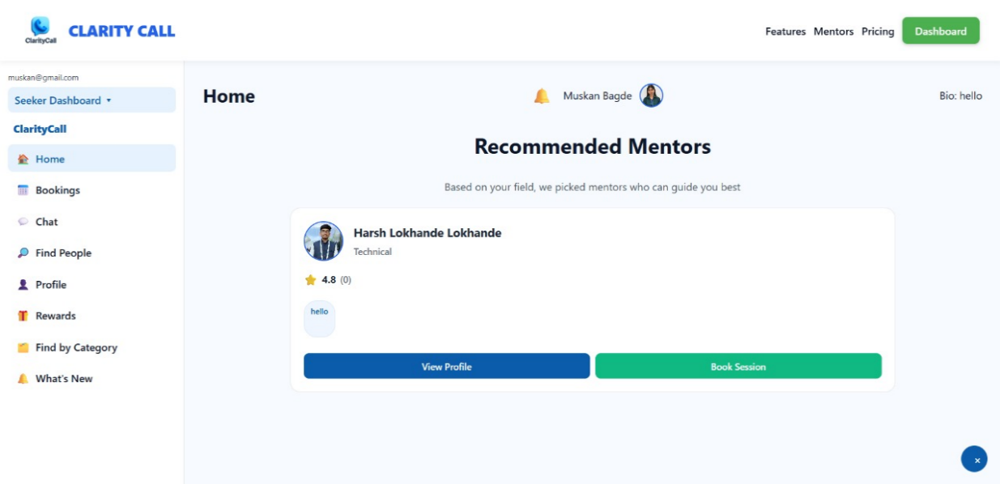 ClarityCall
CLARITY CALL
Features Mentors Pricing Dashboard
muskan@gmail.com
Seeker Dashboard
ClarityCall
Home
Bookings
Chat
Find People
Profile
Rewards
Find by Category
What's New
Home
Muskan Bagde
Bio: hello
Recommended Mentors
Based on your field, we picked mentors who can guide you best
Harsh Lokhande Lokhande
Technical
4.8 (0)
hello
View Profile
Book Session
×